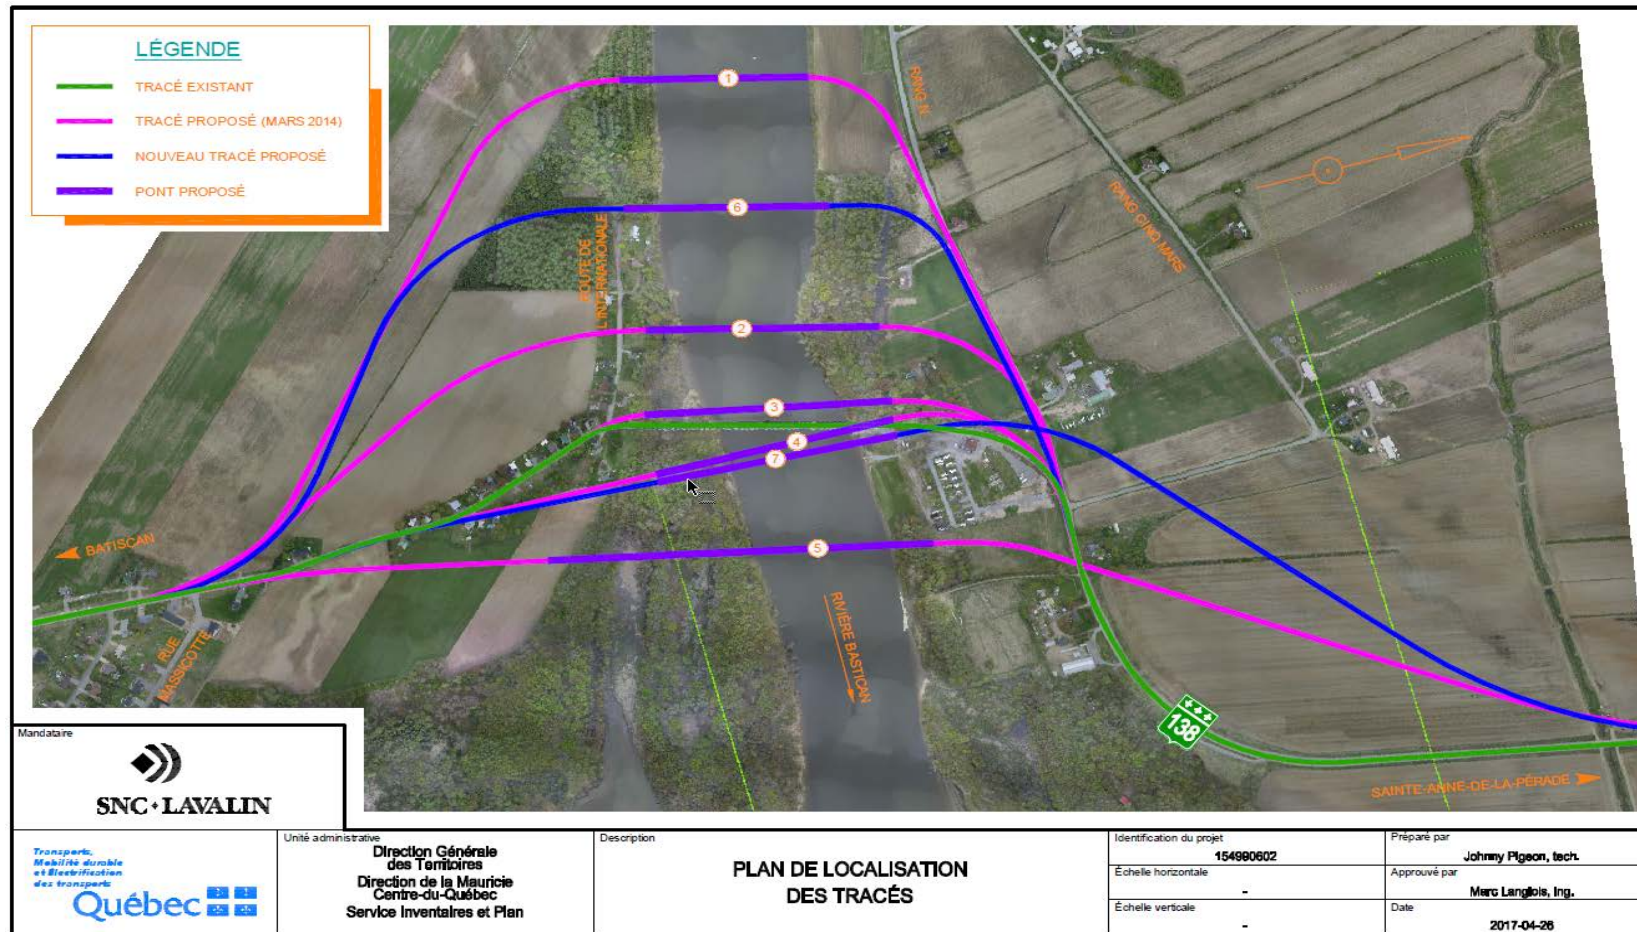 LÉGENDE
TRACÉ EXISTANT
TRACÉ PROPOSÉ (MARS 2014)
NOUVEAU TRACÉ PROPOSÉ
PONT PROPOSÉ
1
6
2
3
4
7
5
RANG N
RANG CINQ MARS
ROUTE DE
L'INTERNATIONALE
BATISCAN
RUE
MASSICOTTE
RIVIÈRE BASTICAN
138
SAINTE-ANNE-DE-LA-PÉRADE
Mandataire
SNC•LAVALIN
Transports,
Mobilité durable
et Électrification
des transports
Québec
Unité administrative
Direction Générale
des Territoires
Direction de la Mauricie
Centre-du-Québec
Service Inventaires et Plan
Description
PLAN DE LOCALISATION
DES TRACÉS
Identification du projet
154990602
Échelle horizontale
-
Échelle verticale
-
Préparé par
Johnny Pigeon, tech.
Approuvé par
Marc Langlois, Ing.
Date
2017-04-26